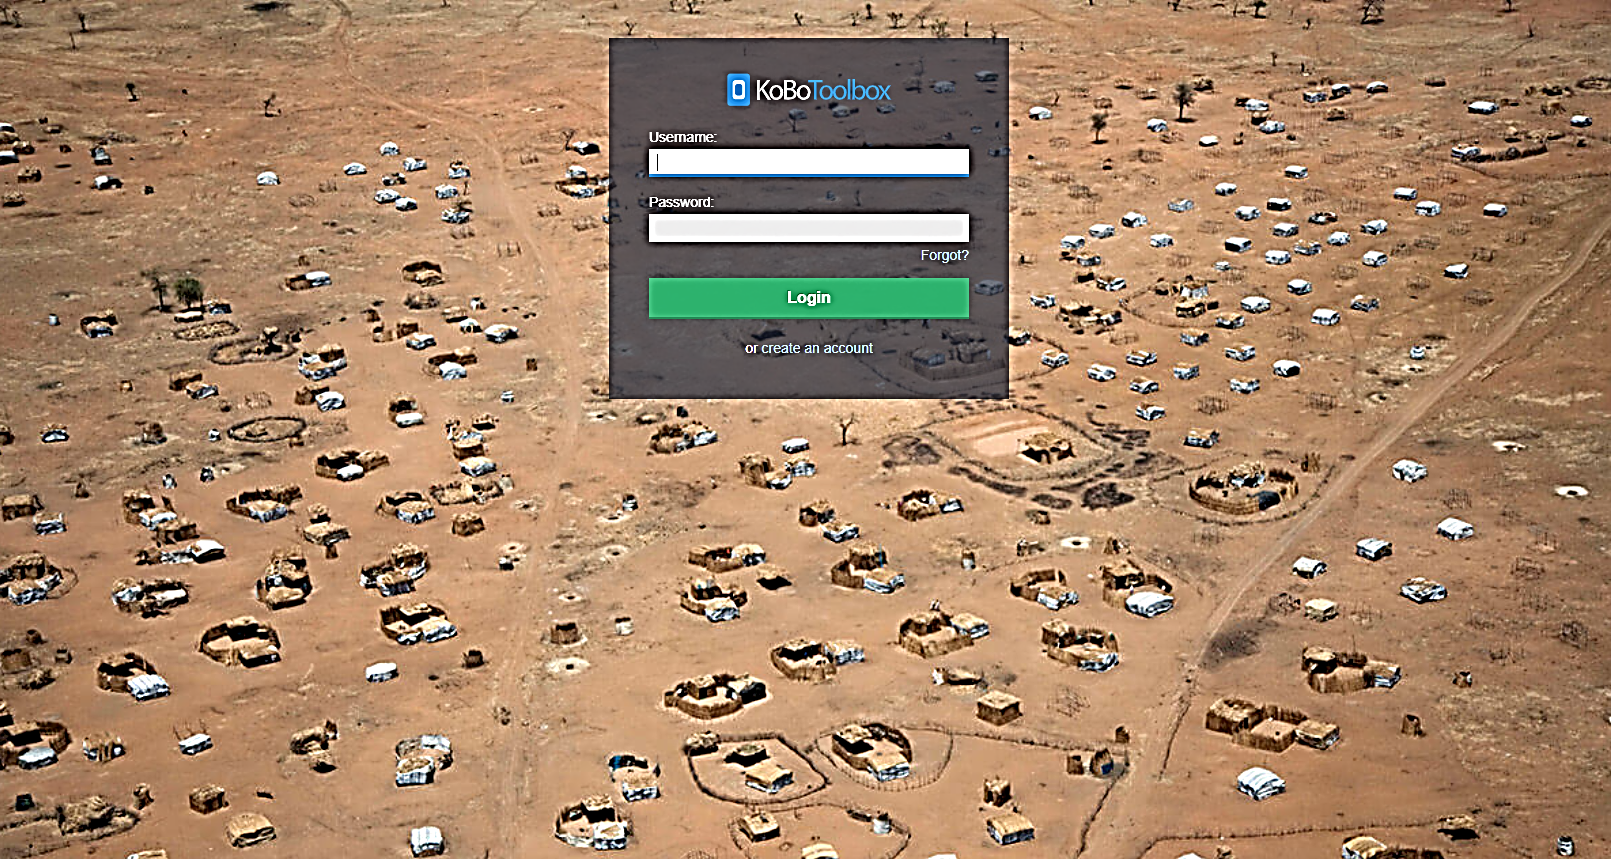 KoBoToolbox
Username:
Password:
Forgot?
Login
or create an account